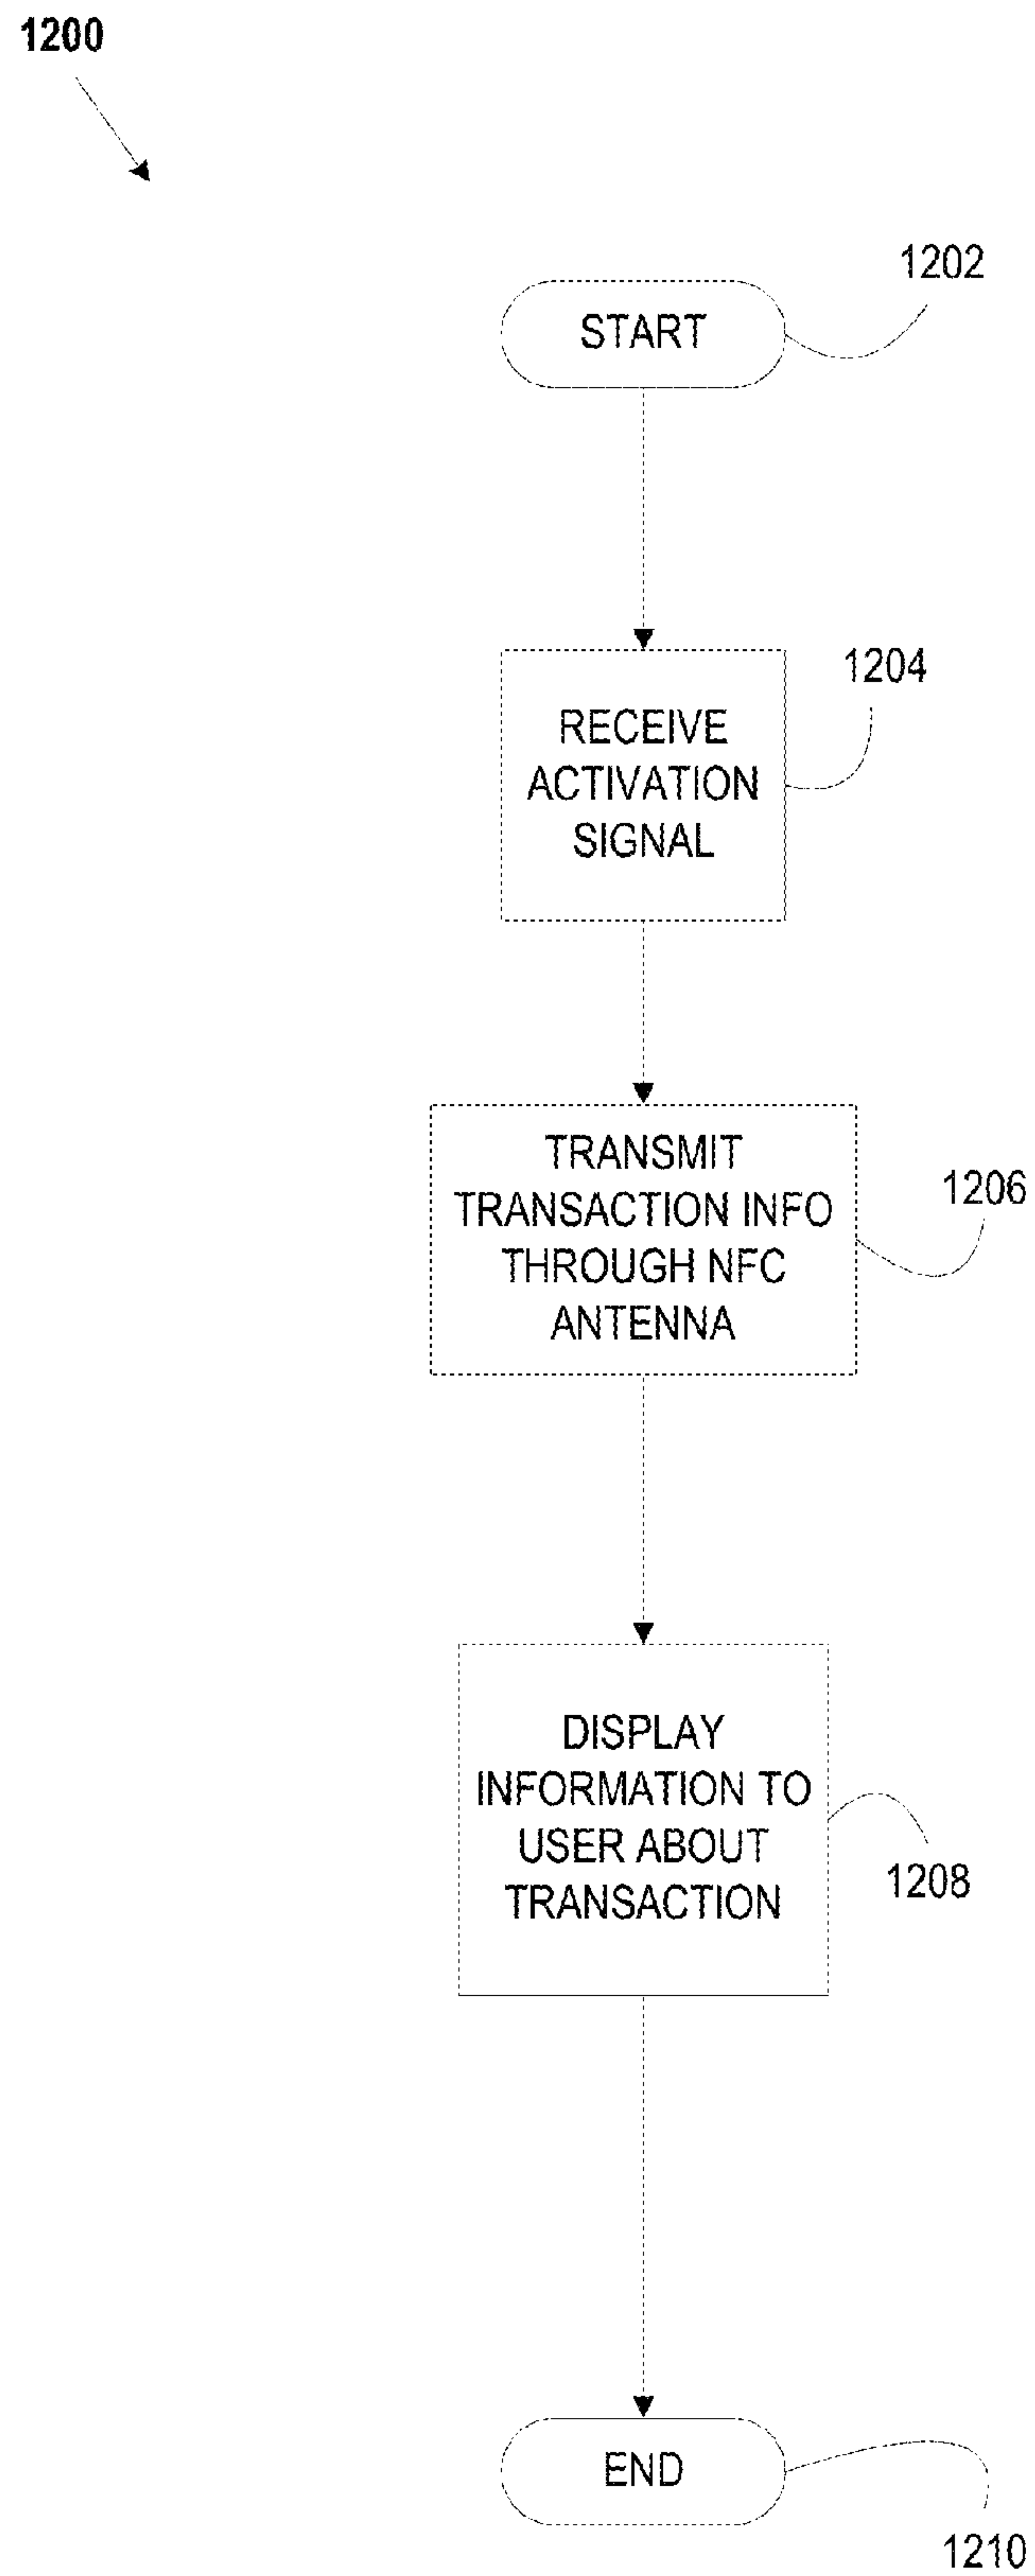 1200
1202
START
1204
RECEIVE
ACTIVATION
SIGNAL
TRANSMIT
TRANSACTION INFO
THROUGH NFC
ANTENNA
1206
DISPLAY
INFORMATION TO
USER ABOUT
TRANSACTION
1208
END
1210